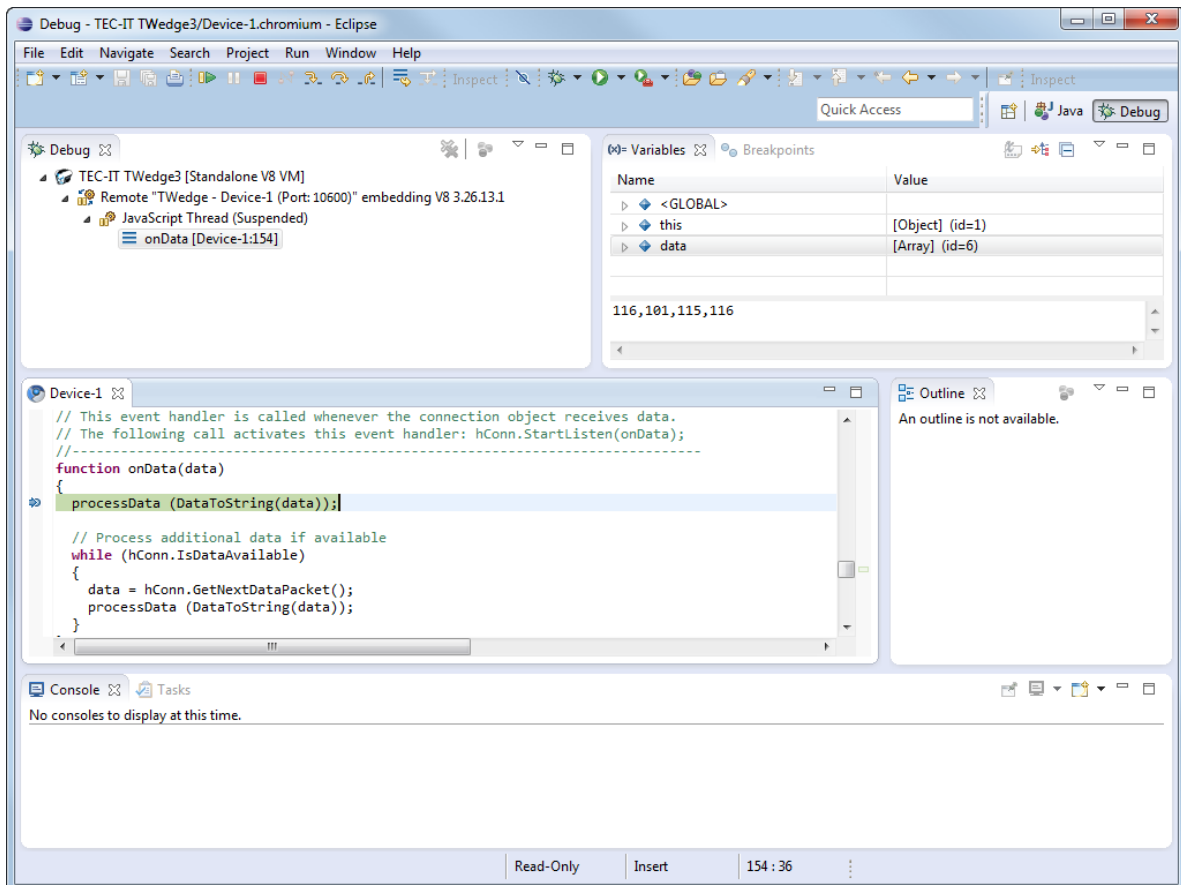 Debug - TEC-IT TWedge3/Device-1.chromium - Eclipse
File Edit Navigate Search Project Run Window Help
Inspect Inspect
Quick Access Java Debug
Debug
TEC-IT TWedge3 [Standalone V8 VM]
Remote "TWedge - Device-1 (Port: 10600)" embedding V8 3.26.13.1
JavaScript Thread (Suspended)
onData [Device-1:154]
(x)= Variables Breakpoints
Name Value
<GLOBAL>
this [Object] (id=1)
data [Array] (id=6)
116,101,115,116
Device-1
// This event handler is called whenever the connection object receives data.
// The following call activates this event handler: hConn.StartListen(onData);
//------------------------------------------------------------------------------
function onData(data)
{
processData (DataToString(data));
// Process additional data if available
while (hConn.IsDataAvailable)
{
data = hConn.GetNextDataPacket();
processData (DataToString(data));
}
Outline
An outline is not available.
Console Tasks
No consoles to display at this time.
Read-Only Insert 154 : 36